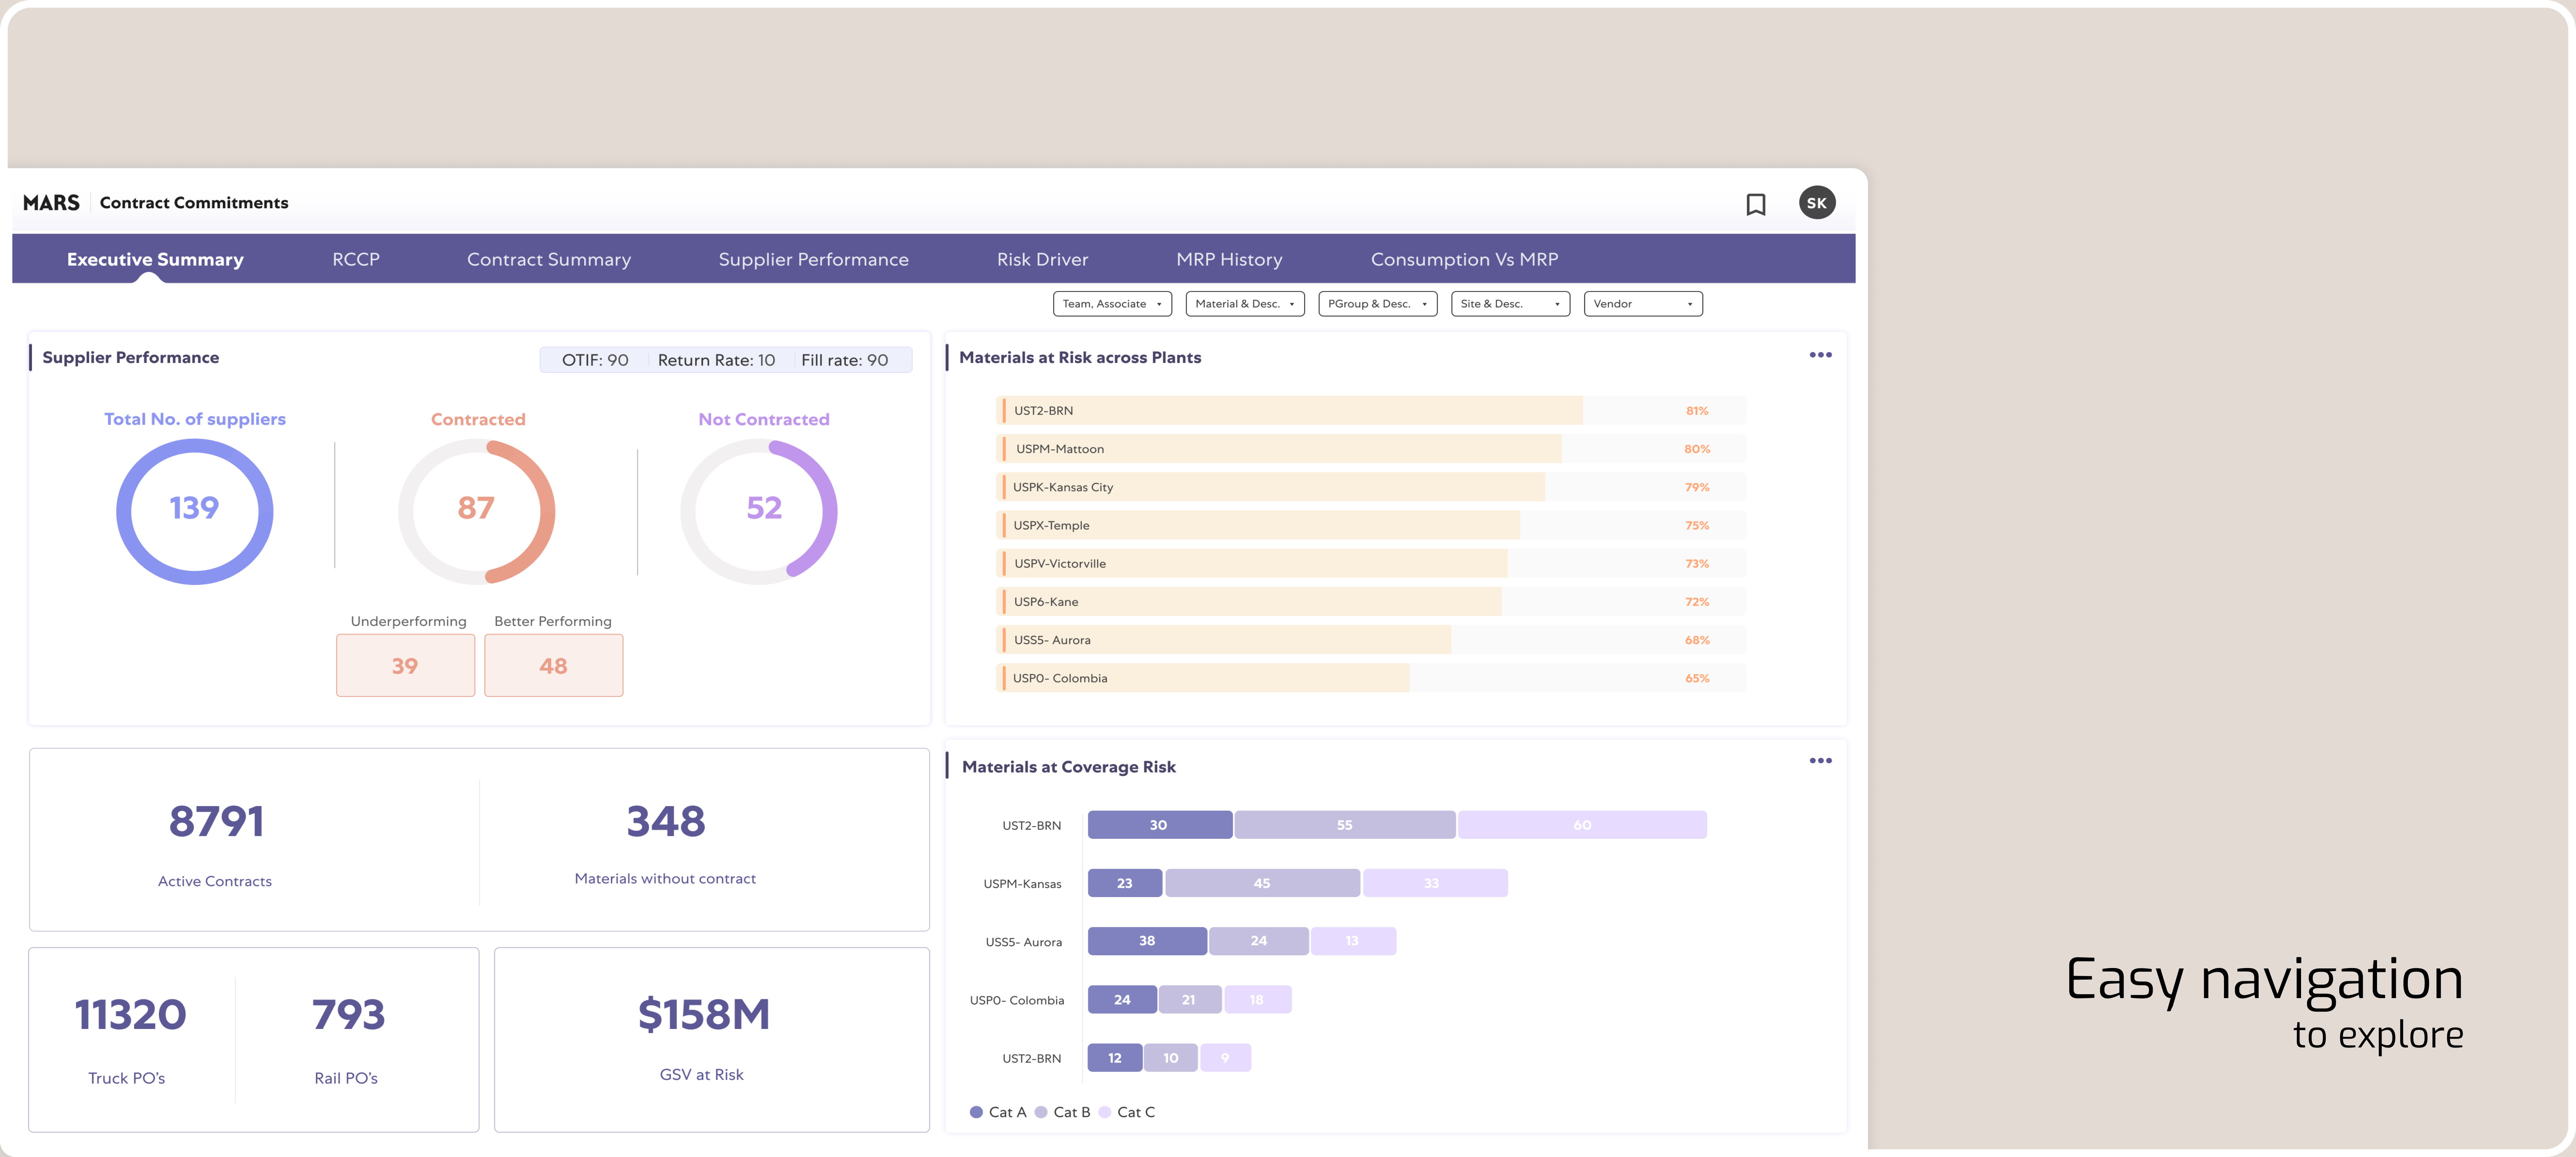 MARS Contract Commitments SK
Executive Summary RCCP Contract Summary Supplier Performance Risk Driver MRP History Consumption Vs MRP
Team, Associate Material & Desc. PGroup & Desc. Site & Desc. Vendor
Supplier Performance
OTIF: 90 Return Rate: 10 Fill rate: 90
Total No. of suppliers Contracted Not Contracted
139 87 52
Underperforming Better Performing
39 48
Materials at Risk across Plants
UST2-BRN 81%
USPM-Mattoon 80%
USPK-Kansas City 79%
USPX-Temple 75%
USPV-Victorville 73%
USP6-Kane 72%
USS5- Aurora 68%
USP0- Colombia 65%
8791 348
Active Contracts Materials without contract
11320 793 $158M
Truck PO's Rail PO's GSV at Risk
Materials at Coverage Risk
UST2-BRN 30 55 60
USPM-Kansas 23 45 33
USS5- Aurora 38 24 13
USP0- Colombia 24 21 18
UST2-BRN 12 10 9
Cat A Cat B Cat C
Easy navigation
to explore